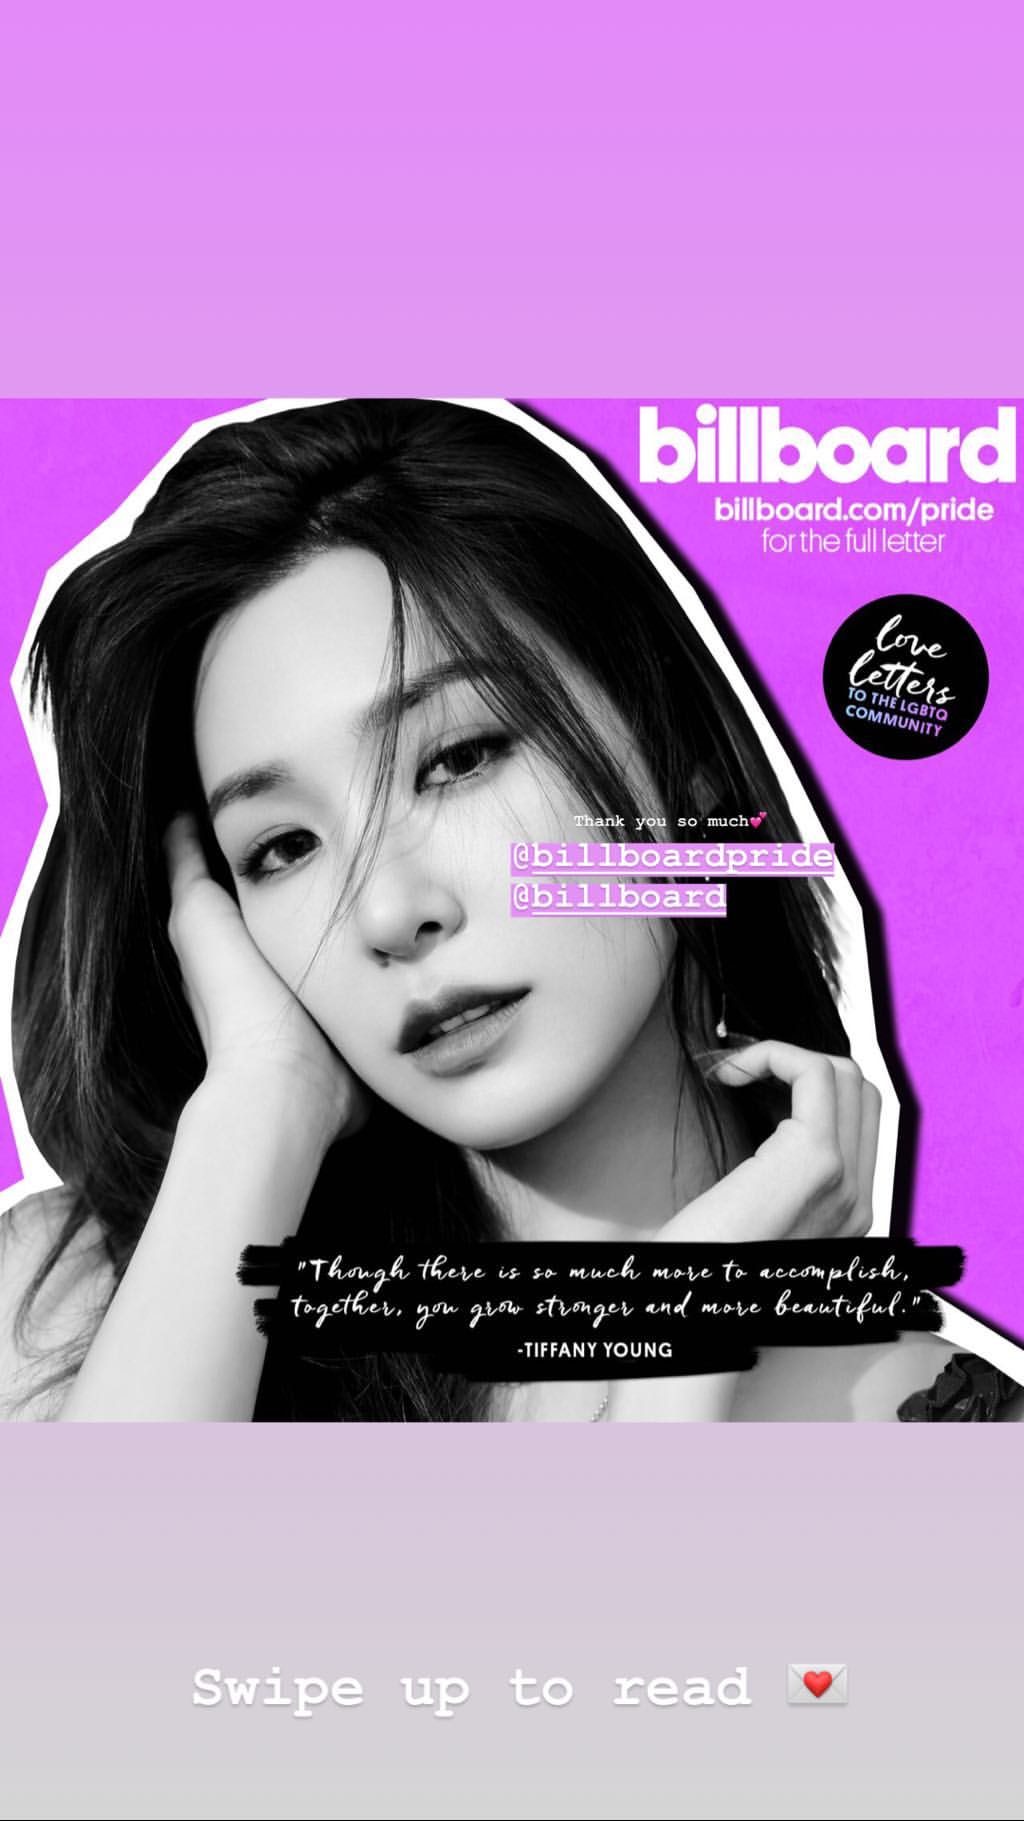 billboard
billboard.com/pride
for the full letter
love
letters
TO THE LGBTQ
COMMUNITY
Thank you so much💕
@billboardpride
@billboard
"Though there is so much more to accomplish,
together, you grow stronger and more beautiful."
-TIFFANY YOUNG
Swipe up to read 💌